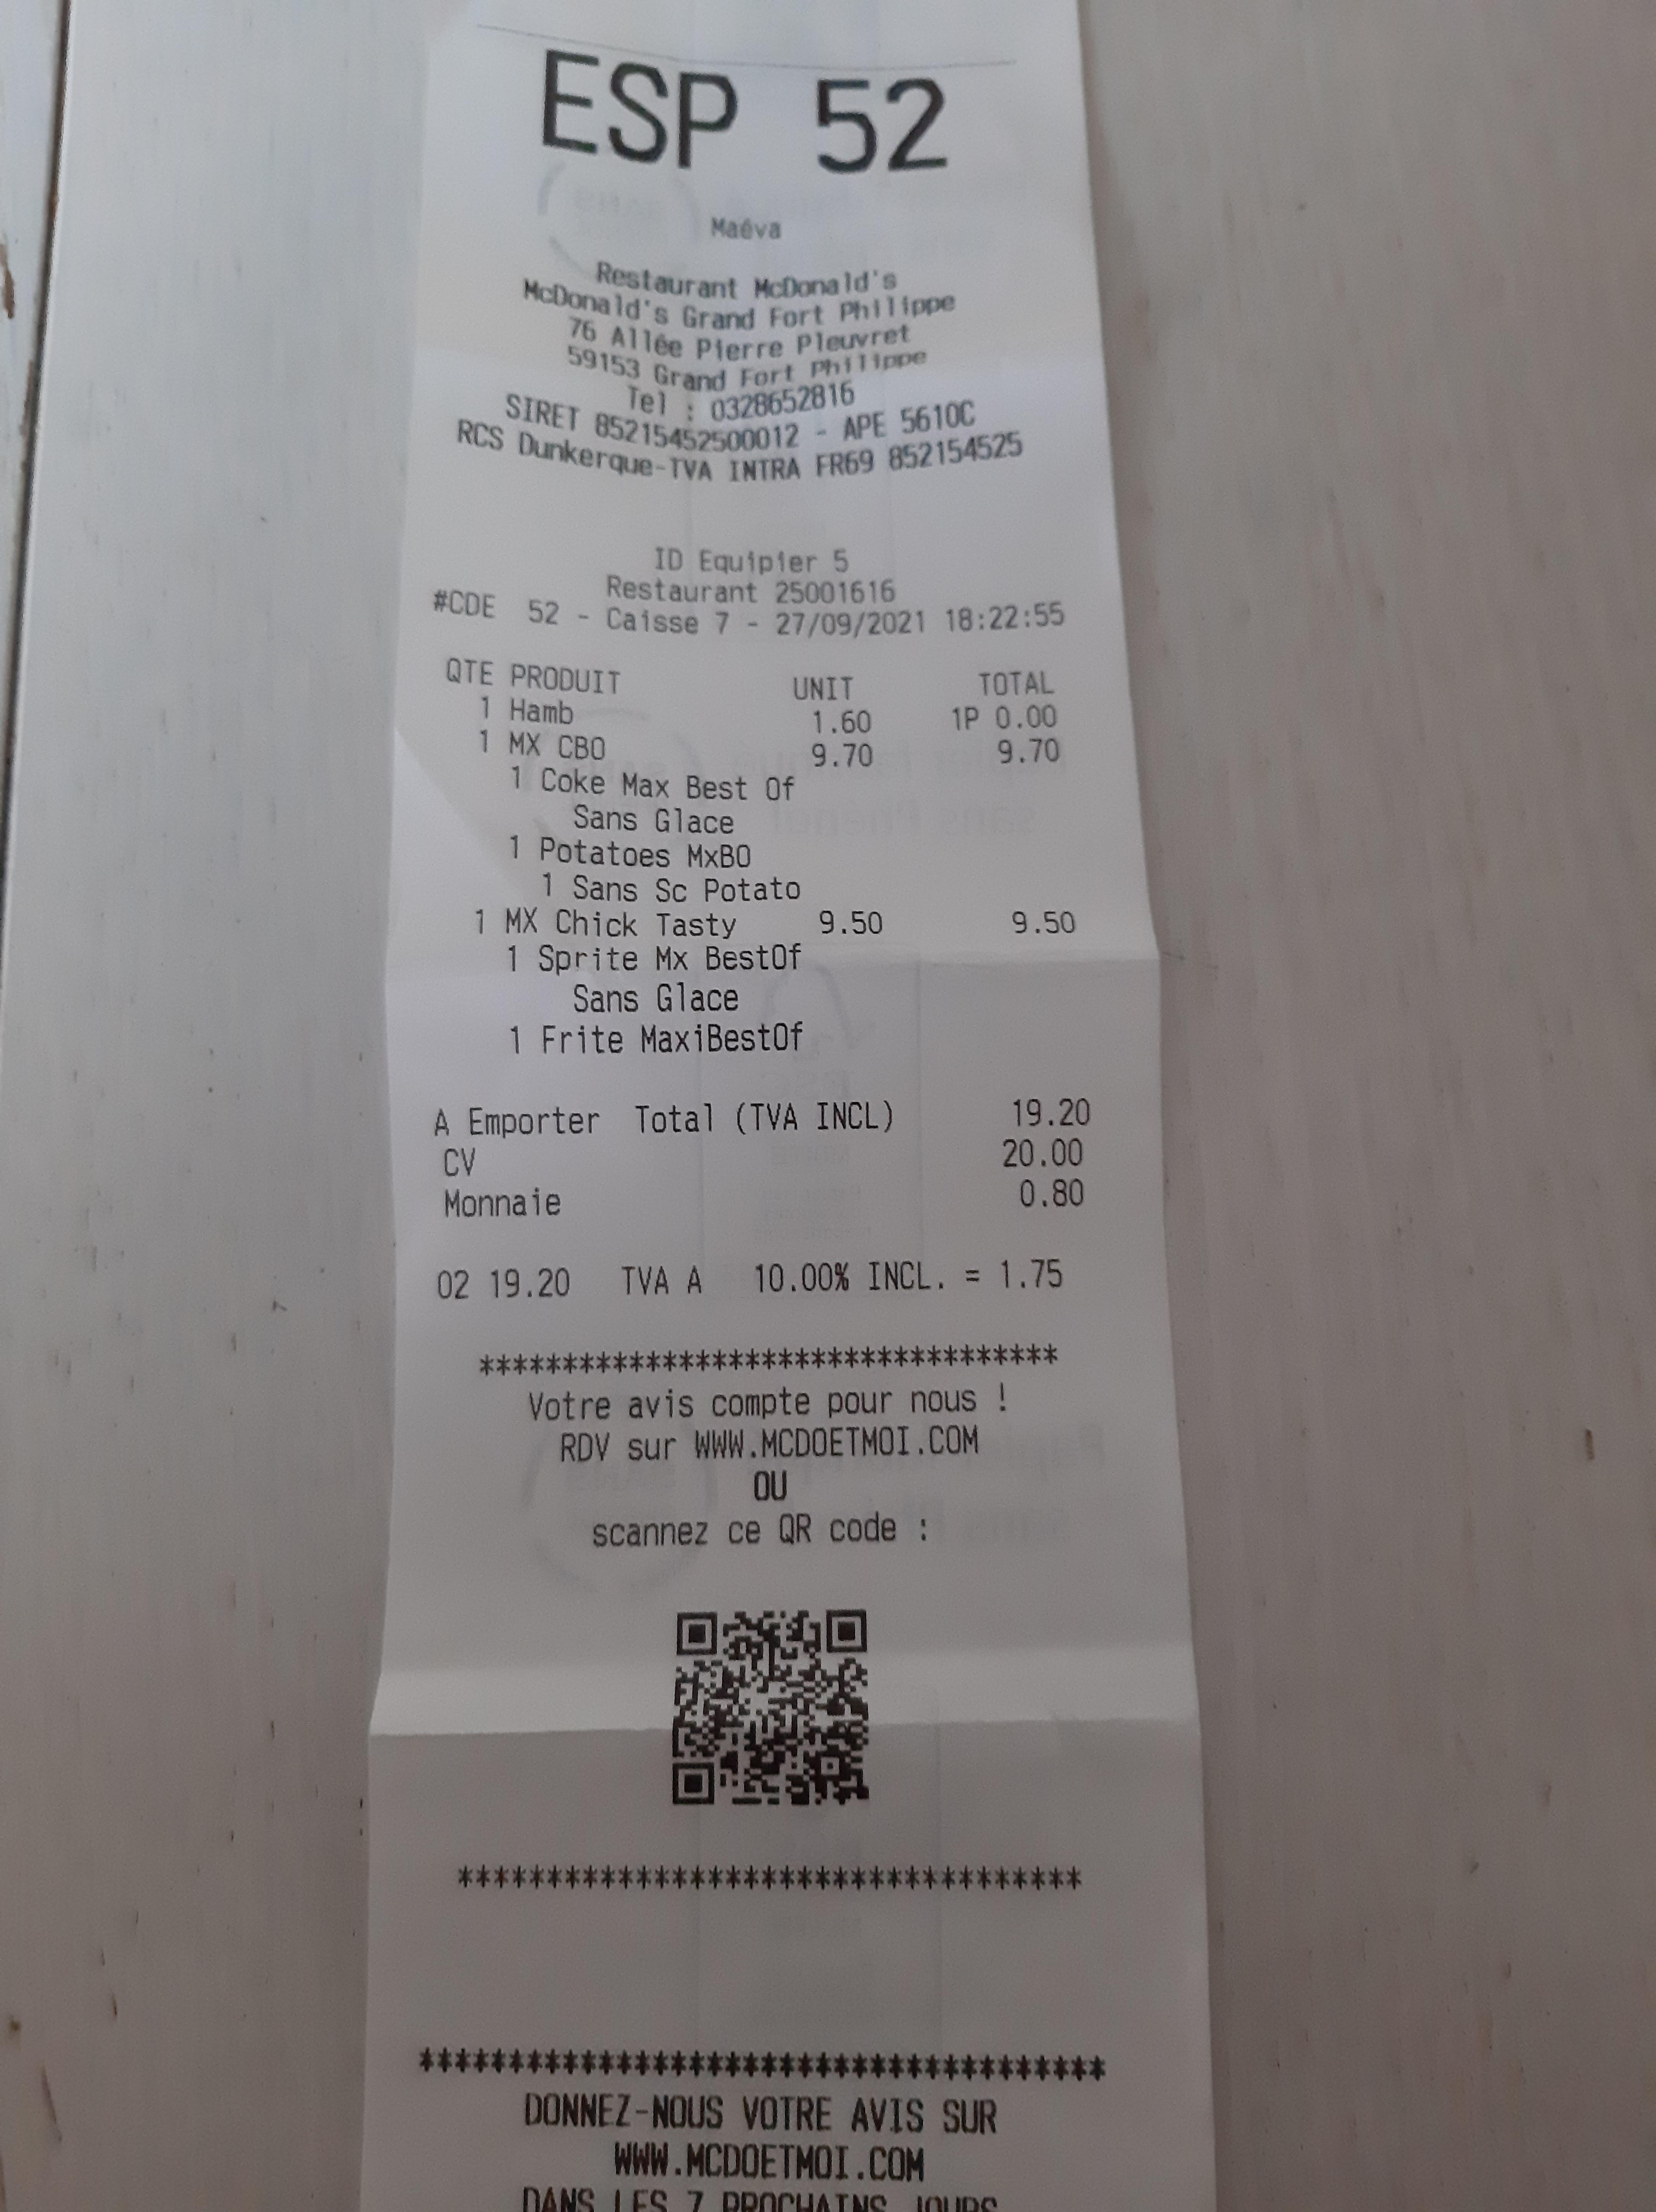 ESP 52
Maéva
Restaurant McDonald's
McDonald's Grand Fort Philippe
76 Allée Pierre Pleuvret
59153 Grand Fort Philippe
Tel : 0328652816
SIRET 85215452500012 - APE 5610C
RCS Dunkerque-TVA INTRA FR69 852154525
ID Equipier 5
Restaurant 25001616
#CDE 52 - Caisse 7 - 27/09/2021 18:22:55
QTE PRODUIT UNIT TOTAL
1 Hamb 1.60 1P 0.00
1 MX CBO 9.70 9.70
1 Coke Max Best Of
Sans Glace
1 Potatoes MxBO
1 Sans Sc Potato
1 MX Chick Tasty 9.50 9.50
1 Sprite Mx BestOf
Sans Glace
1 Frite MaxiBestOf
A Emporter Total (TVA INCL) 19.20
CV 20.00
Monnaie 0.80
02 19.20 TVA A 10.00% INCL. = 1.75
***********************************
Votre avis compte pour nous !
RDV sur WWW.MCDOETMOI.COM
OU
scannez ce QR code :
***********************************
**************************************
DONNEZ-NOUS VOTRE AVIS SUR
WWW.MCDOETMOI.COM
DANS LES 7 PROCHAINS JOURS